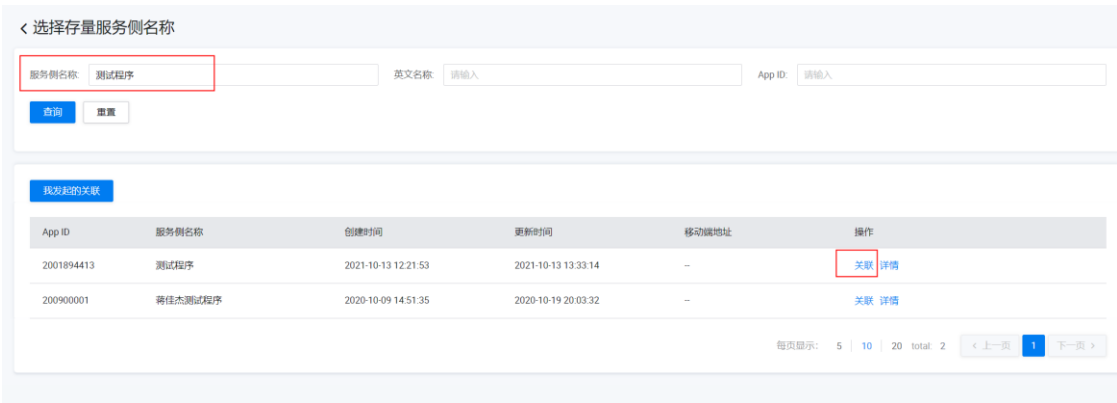 选择存量服务侧名称
服务侧名称: 测试程序 英文名称: 请输入 App ID: 请输入
查询 重置
我发起的关联
App ID 服务侧名称 创建时间 更新时间 移动端地址 操作
2001894413 测试程序 2021-10-13 12:21:53 2021-10-13 13:33:14 -- 关联 详情
200900001 蒋佳杰测试程序 2020-10-09 14:51:35 2020-10-19 20:03:32 -- 关联 详情
每页显示: 5 10 20 total: 2 上一页 1 下一页